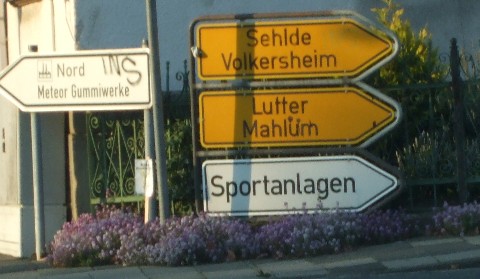 Nord
Meteor Gummiwerke
INS
Sehlde
Volkersheim
Lutter
Mahlum
Sportanlagen